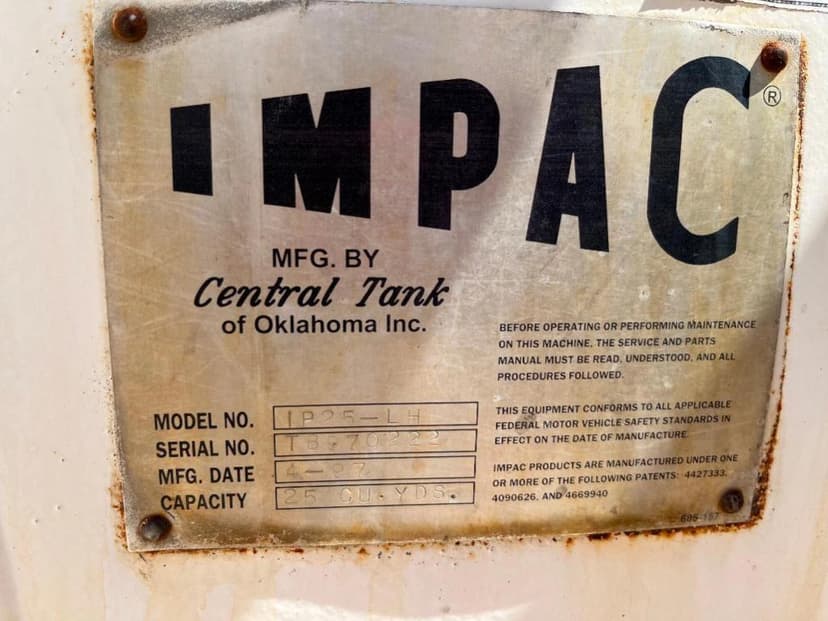 IMPAC®
MFG. BY
Central Tank
of Oklahoma Inc.
BEFORE OPERATING OR PERFORMING MAINTENANCE
ON THIS MACHINE, THE SERVICE AND PARTS
MANUAL MUST BE READ, UNDERSTOOD, AND ALL
PROCEDURES FOLLOWED.
THIS EQUIPMENT CONFORMS TO ALL APPLICABLE
FEDERAL MOTOR VEHICLE SAFETY STANDARDS IN
EFFECT ON THE DATE OF MANUFACTURE.
IMPAC PRODUCTS ARE MANUFACTURED UNDER ONE
OR MORE OF THE FOLLOWING PATENTS: 4427333,
4090626, AND 4669940
MODEL NO. IP25-LH
SERIAL NO.
MFG. DATE 4-97
CAPACITY 25 CU.YDS.